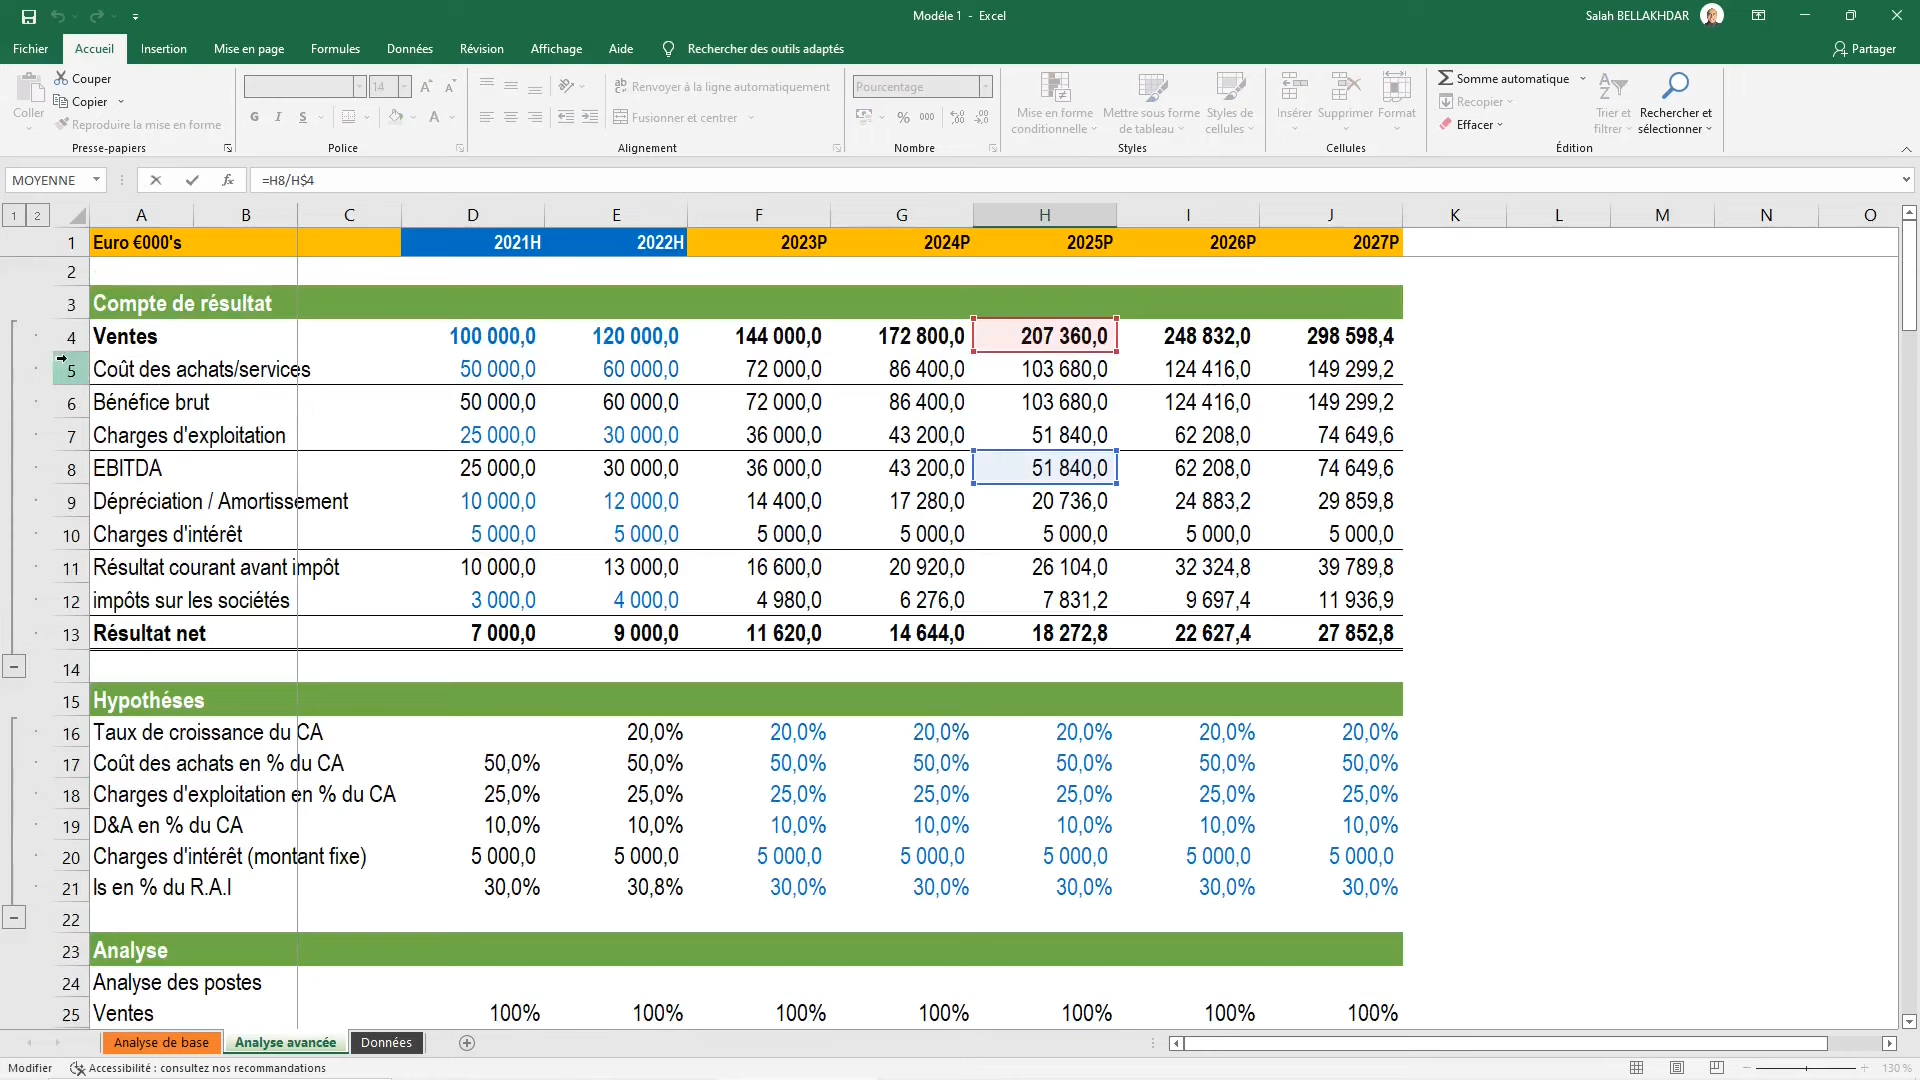 Modéle 1 - Excel
Salah BELLAKHDAR
Fichier Accueil Insertion Mise en page Formules Données Révision Affichage Aide Rechercher des outils adaptés Partager
Coller
Couper
Copier
Reproduire la mise en forme
Presse-papiers
14
G I S
Police
Renvoyer à la ligne automatiquement
Fusionner et centrer
Alignement
Pourcentage
% 000
Nombre
Mise en forme conditionnelle
Mettre sous forme de tableau
Styles de cellules
Styles
Insérer Supprimer Format
Cellules
Somme automatique
Recopier
Effacer
Trier et filtrer
Rechercher et sélectionner
Édition
MOYENNE fx =H8/H$4
1 2 A B C D E F G H I J K L M N O
1 Euro €000's 2021H 2022H 2023P 2024P 2025P 2026P 2027P
2
3 Compte de résultat
4 Ventes 100 000,0 120 000,0 144 000,0 172 800,0 207 360,0 248 832,0 298 598,4
5 Coût des achats/services 50 000,0 60 000,0 72 000,0 86 400,0 103 680,0 124 416,0 149 299,2
6 Bénéfice brut 50 000,0 60 000,0 72 000,0 86 400,0 103 680,0 124 416,0 149 299,2
7 Charges d'exploitation 25 000,0 30 000,0 36 000,0 43 200,0 51 840,0 62 208,0 74 649,6
8 EBITDA 25 000,0 30 000,0 36 000,0 43 200,0 51 840,0 62 208,0 74 649,6
9 Dépréciation / Amortissement 10 000,0 12 000,0 14 400,0 17 280,0 20 736,0 24 883,2 29 859,8
10 Charges d'intérêt 5 000,0 5 000,0 5 000,0 5 000,0 5 000,0 5 000,0 5 000,0
11 Résultat courant avant impôt 10 000,0 13 000,0 16 600,0 20 920,0 26 104,0 32 324,8 39 789,8
12 impôts sur les sociétés 3 000,0 4 000,0 4 980,0 6 276,0 7 831,2 9 697,4 11 936,9
13 Résultat net 7 000,0 9 000,0 11 620,0 14 644,0 18 272,8 22 627,4 27 852,8
14
15 Hypothéses
16 Taux de croissance du CA 20,0% 20,0% 20,0% 20,0% 20,0% 20,0%
17 Coût des achats en % du CA 50,0% 50,0% 50,0% 50,0% 50,0% 50,0% 50,0%
18 Charges d'exploitation en % du CA 25,0% 25,0% 25,0% 25,0% 25,0% 25,0% 25,0%
19 D&A en % du CA 10,0% 10,0% 10,0% 10,0% 10,0% 10,0% 10,0%
20 Charges d'intérêt (montant fixe) 5 000,0 5 000,0 5 000,0 5 000,0 5 000,0 5 000,0 5 000,0
21 Is en % du R.A.I 30,0% 30,8% 30,0% 30,0% 30,0% 30,0% 30,0%
22
23 Analyse
24 Analyse des postes
25 Ventes 100% 100% 100% 100% 100% 100% 100%
Analyse de base Analyse avancée Données
Modifier Accessibilité : consultez nos recommandations 130 %